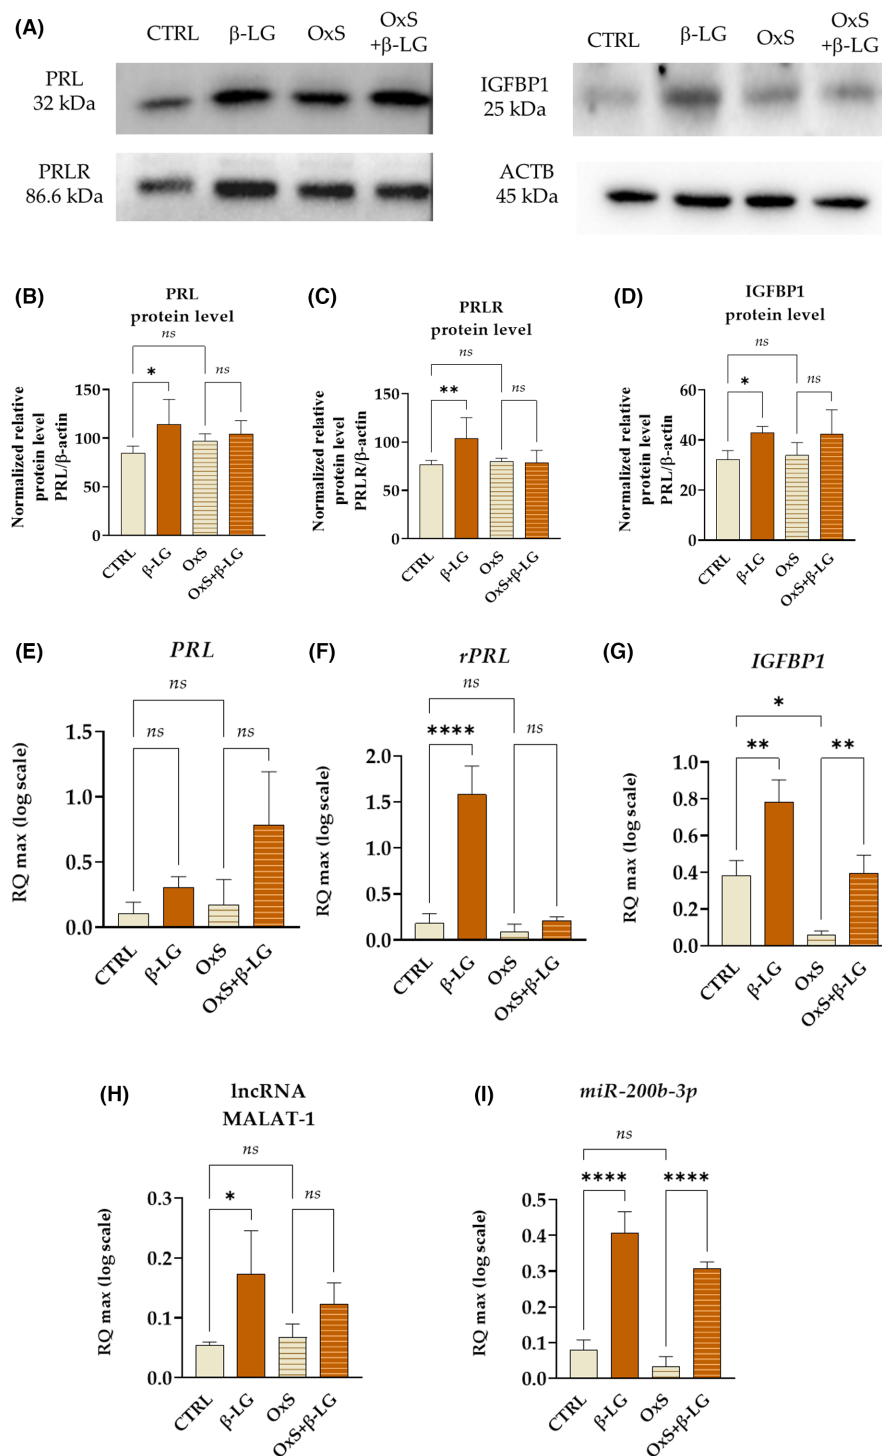 (A)
CTRL β-LG OxS OxS
+β-LG
PRL
32 kDa
PRLR
86.6 kDa
CTRL β-LG OxS OxS
+β-LG
IGFBP1
25 kDa
ACTB
45 kDa
(B)
PRL
protein level
ns
* ns
Normalized relative
protein level
PRL/β-actin
150
100
50
0
CTRL β-LG OxS OxS+β-LG
(C)
PRLR
protein level
ns
** ns
Normalized relative
protein level
PRLR/β-actin
150
100
50
0
CTRL β-LG OxS OxS+β-LG
(D)
IGFBP1
protein level
ns
* ns
Normalized relative
protein level
PRL/β-actin
60
40
20
0
CTRL β-LG OxS OxS+β-LG
(E)
PRL
ns
ns ns
RQ max (log scale)
1.5
1.0
0.5
0.0
CTRL β-LG OxS OxS+β-LG
(F)
rPRL
ns
**** ns
RQ max (log scale)
2.0
1.5
1.0
0.5
0.0
CTRL β-LG OxS OxS+β-LG
(G)
IGFBP1
*
** **
RQ max (log scale)
1.0
0.8
0.6
0.4
0.2
0.0
CTRL β-LG OxS OxS+β-LG
(H)
lncRNA
MALAT-1
ns
* ns
RQ max (log scale)
0.3
0.2
0.1
0.0
CTRL β-LG OxS OxS+β-LG
(I)
miR-200b-3p
ns
**** ****
RQ max (log scale)
0.5
0.4
0.3
0.2
0.1
0.0
CTRL β-LG OxS OxS+β-LG